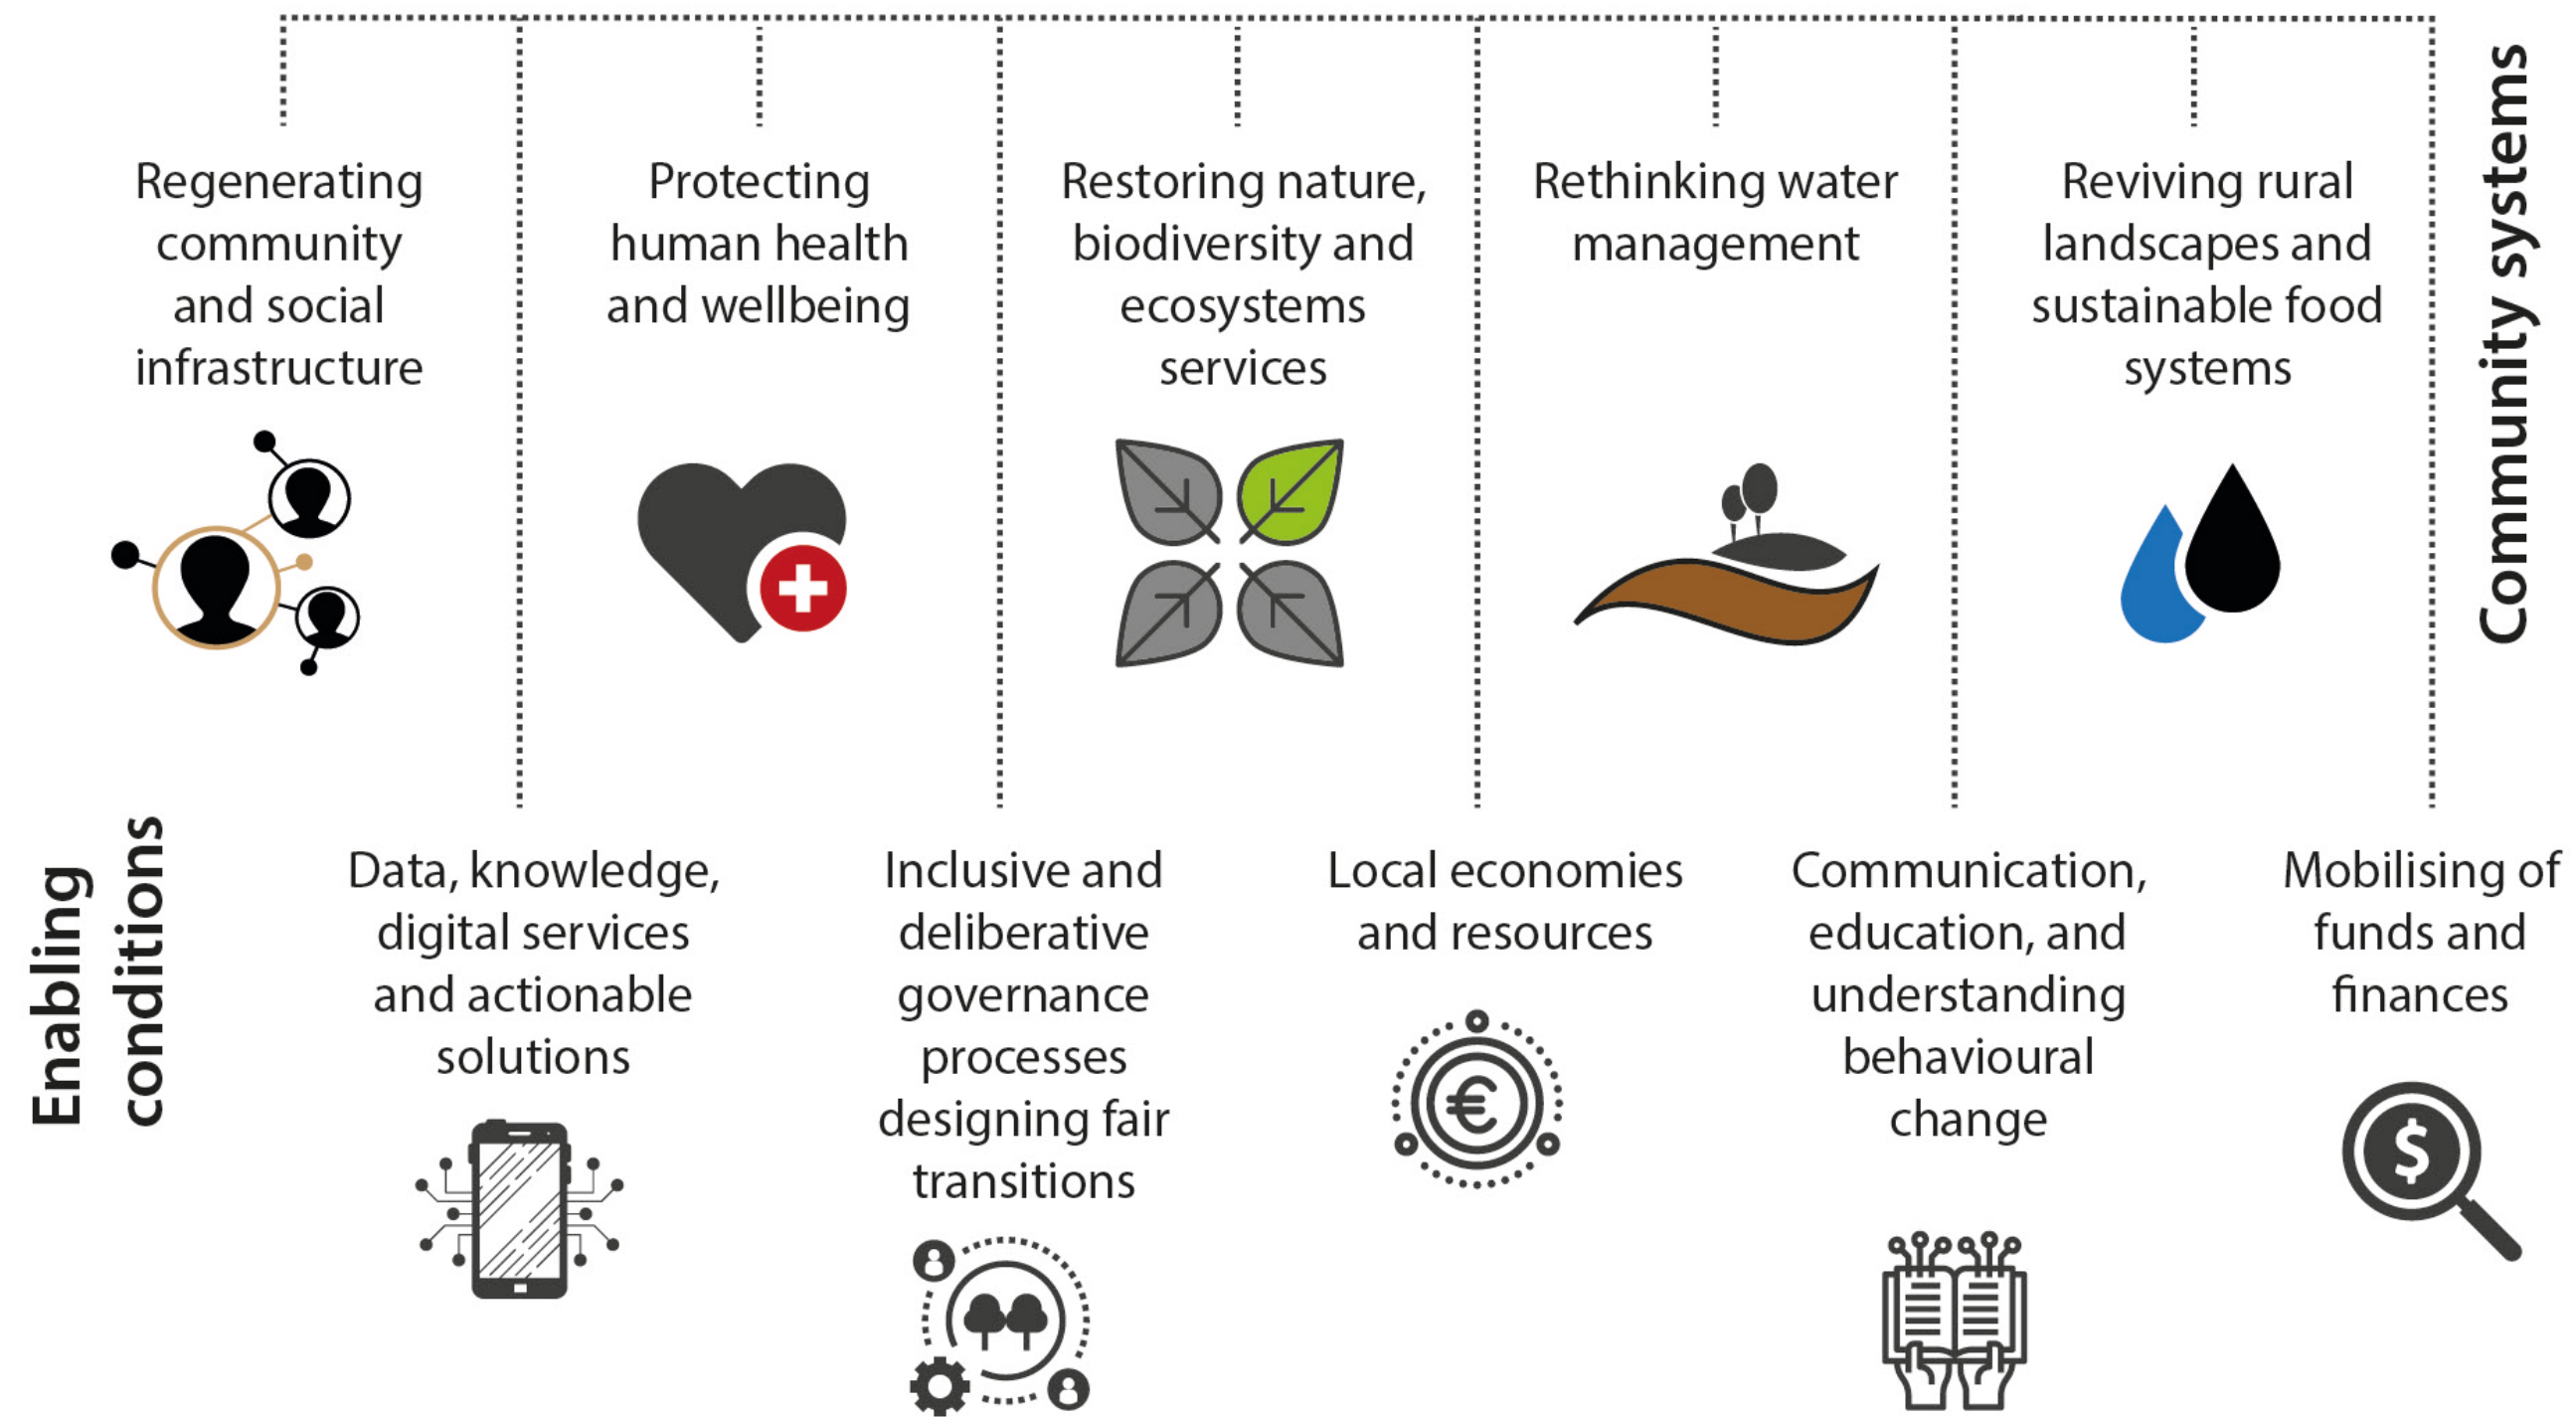 Community systems
Regenerating
community
and social
infrastructure
Protecting
human health
and wellbeing
Restoring nature,
biodiversity and
ecosystems
services
Rethinking water
management
Reviving rural
landscapes and
sustainable food
systems
Enabling
conditions
Data, knowledge,
digital services
and actionable
solutions
Inclusive and
deliberative
governance
processes
designing fair
transitions
Local economies
and resources
€
Communication,
education, and
understanding
behavioural
change
Mobilising of
funds and
finances
$